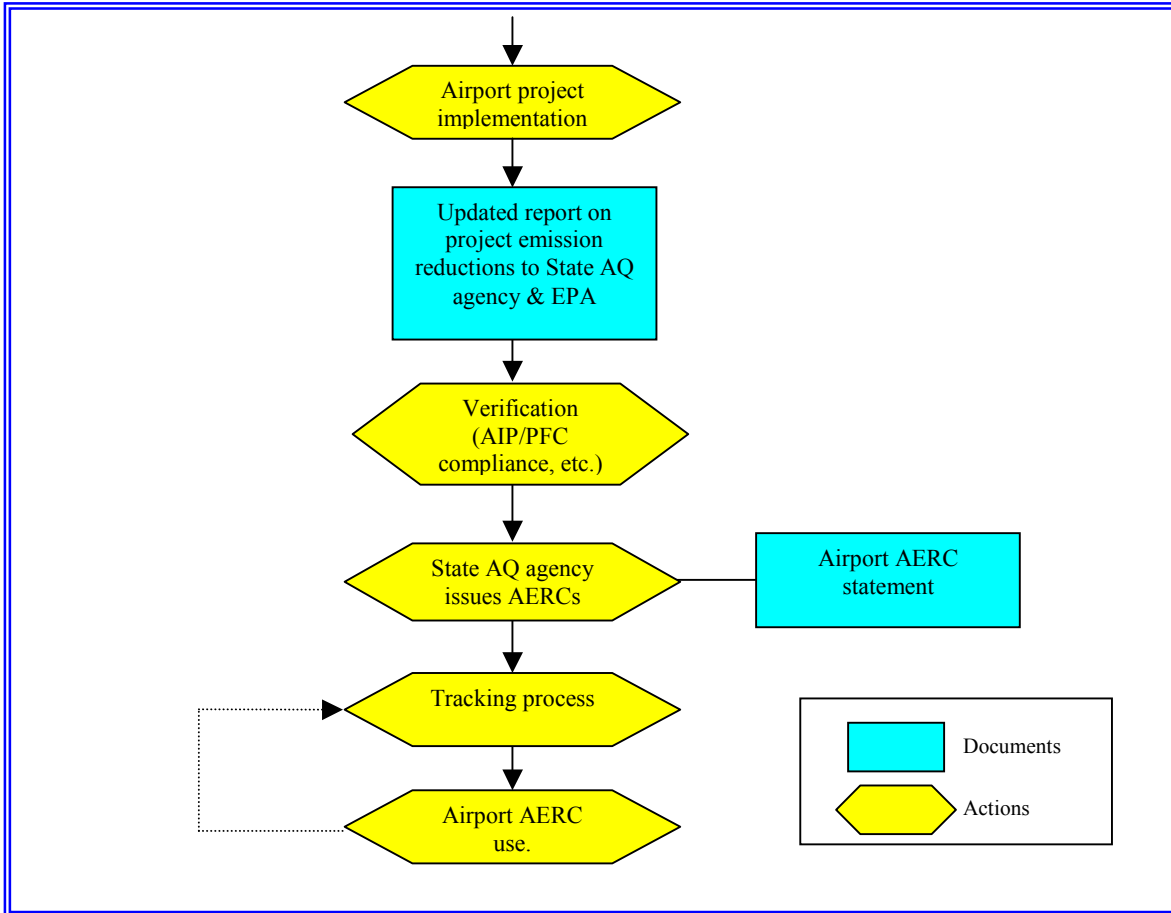 Airport project
implementation
Updated report on
project emission
reductions to State AQ
agency & EPA
Verification
(AIP/PFC
compliance, etc.)
State AQ agency
issues AERCs
Airport AERC
statement
Tracking process
Airport AERC
use.
Documents
Actions